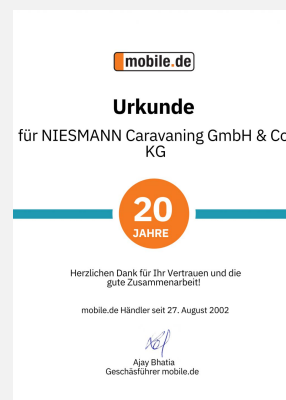 mobile.de
Urkunde
für NIESMANN Caravaning GmbH & Co
KG
20
JAHRE
Herzlichen Dank für Ihr Vertrauen und die
gute Zusammenarbeit!
mobile.de Händler seit 27. August 2002
Ajay Bhatia
Geschäsführer mobile.de